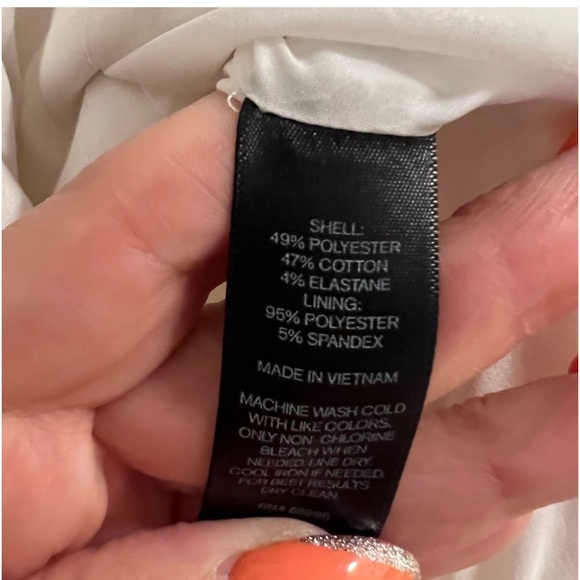 SHELL:
49% POLYESTER
47% COTTON
4% ELASTANE
LINING:
95% POLYESTER
5% SPANDEX
MADE IN VIETNAM
MACHINE WASH COLD
WITH LIKE COLORS.
ONLY NON-CHLORINE
BLEACH WHEN
NEEDED. LINE DRY.
COOL IRON IF NEEDED.
FOR BEST RESULTS
DRY CLEAN.